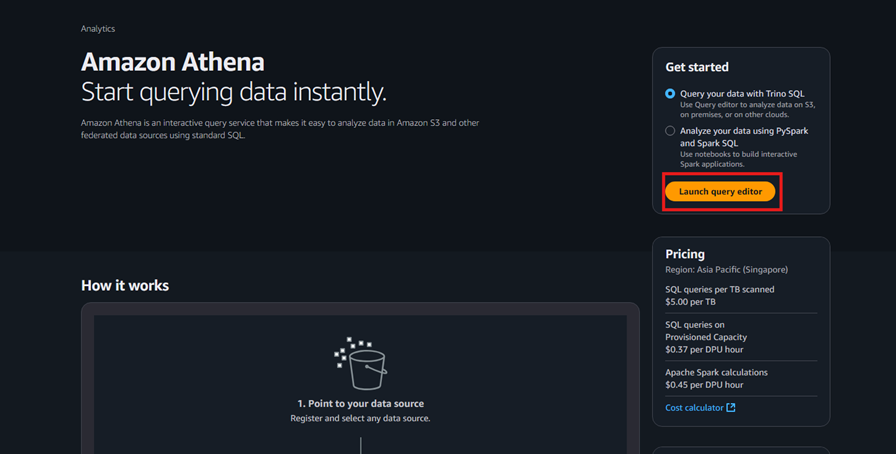 Analytics
Amazon Athena
Start querying data instantly.
Amazon Athena is an interactive query service that makes it easy to analyze data in Amazon S3 and other
federated data sources using standard SQL.
Get started
Query your data with Trino SQL
Use Query editor to analyze data on S3,
on premises, or on other clouds.
Analyze your data using PySpark
and Spark SQL
Use notebooks to build interactive
Spark applications.
Launch query editor
Pricing
Region: Asia Pacific (Singapore)
SQL queries per TB scanned
$5.00 per TB
SQL queries on
Provisioned Capacity
$0.37 per DPU hour
Apache Spark calculations
$0.45 per DPU hour
Cost calculator
How it works
1. Point to your data source
Register and select any data source.